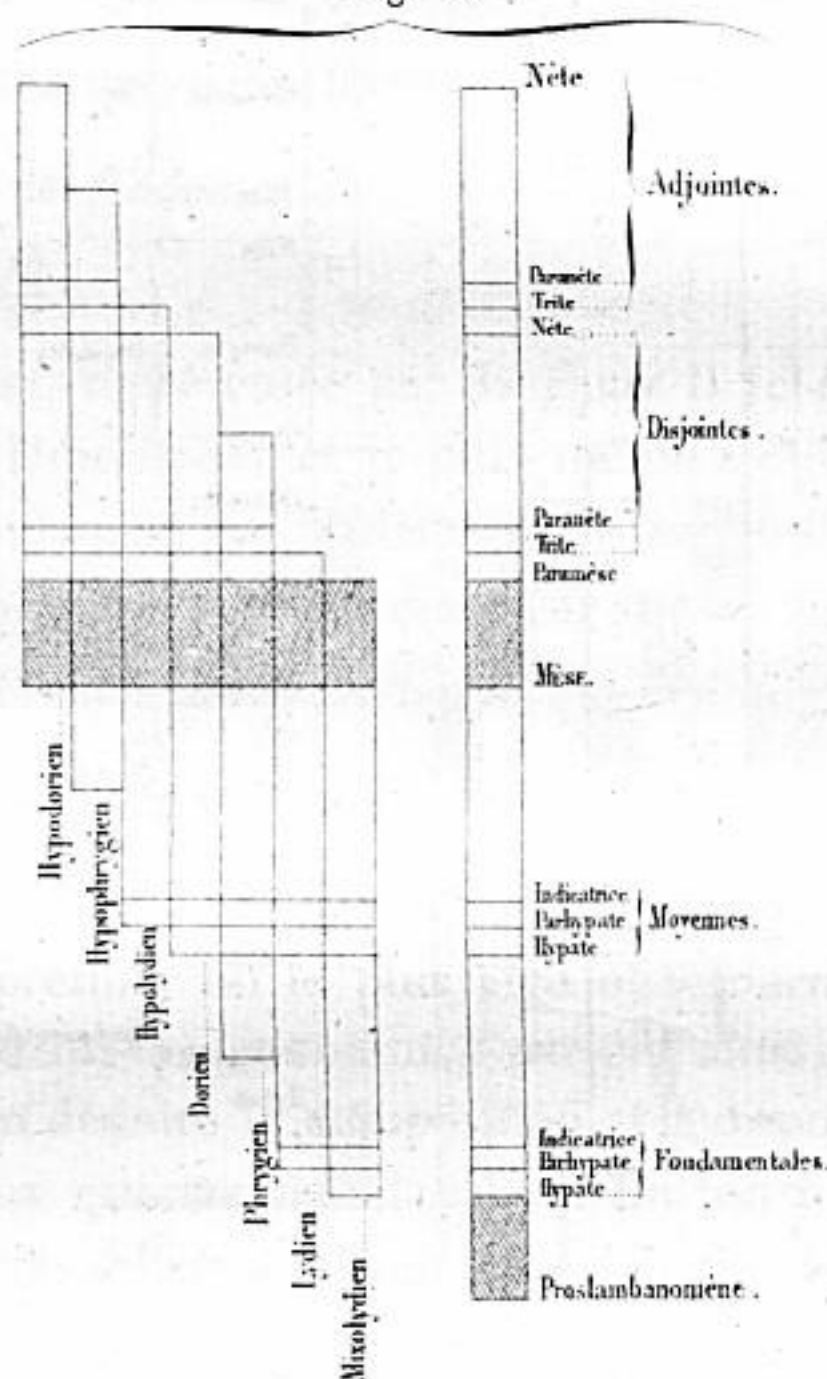 Nète
Adjointes.
Paranète
Trite
Nète
Disjointes.
Paranète
Trite
Paramèse
Mèse.
Indicatrice
Parhypate
Hypate
Moyennes.
Indicatrice
Parhypate
Hypate
Fondamentales.
Proslambanomène.
Hypodorien
Hypophrygien
Hypolydien
Dorien
Phrygien
Lydien
Mixolydien